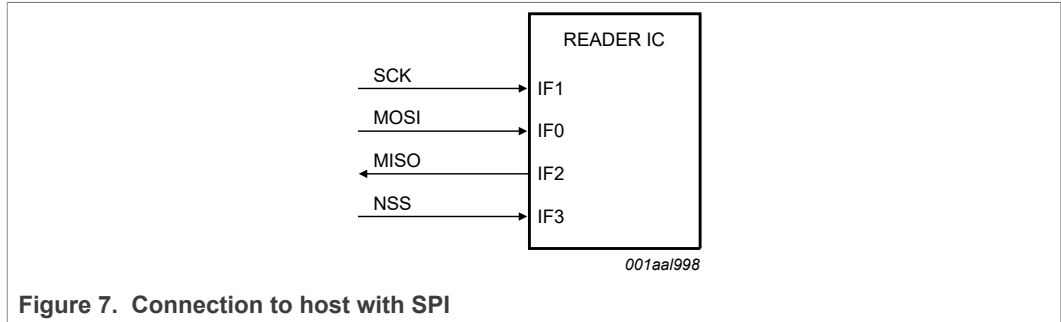 READER IC
SCK
IF1
MOSI
IF0
MISO
IF2
NSS
IF3
001aal998
Figure 7. Connection to host with SPI